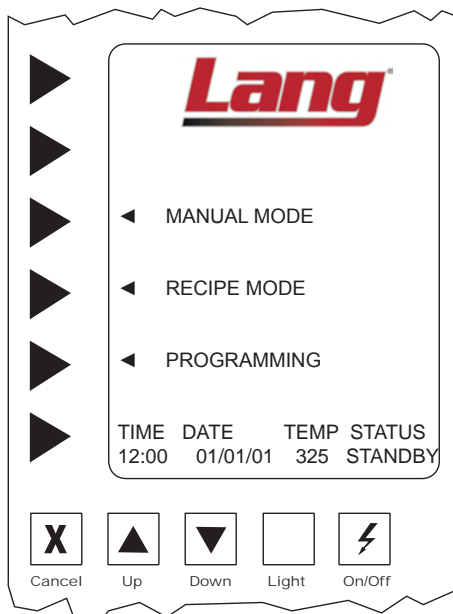 Lang
MANUAL MODE
RECIPE MODE
PROGRAMMING
TIME DATE TEMP STATUS
12:00 01/01/01 325 STANDBY
X
Cancel Up Down Light On/Off